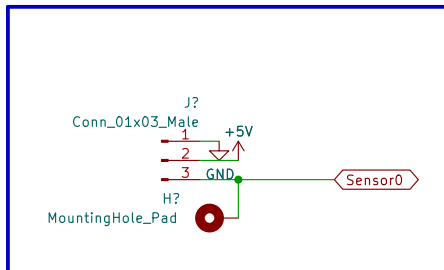 J?
Conn_01x03_Male
1
+5V
2
3
GND
Sensor0
H?
MountingHole_Pad